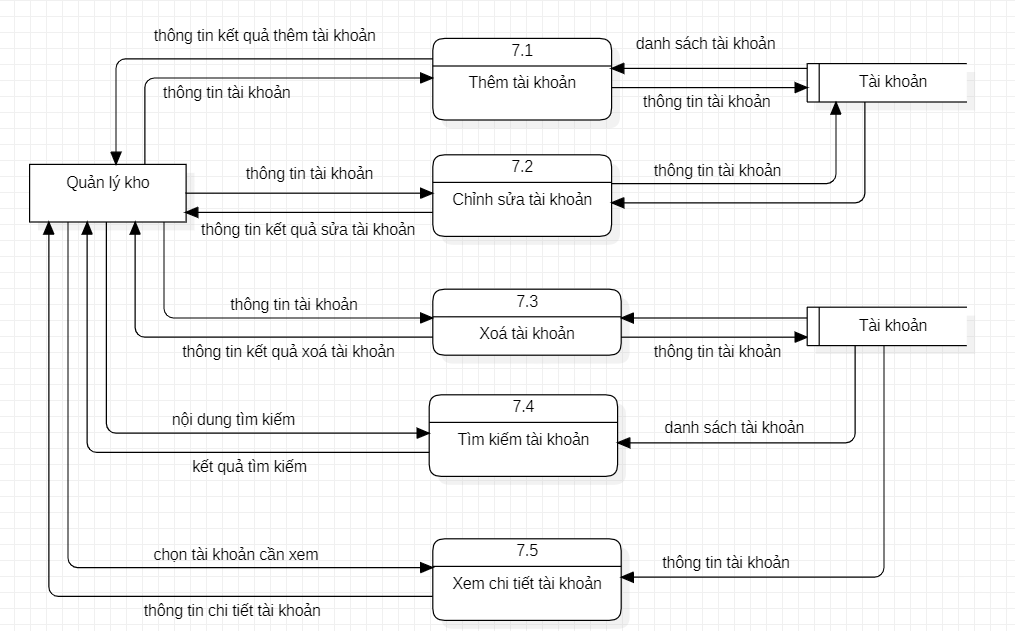 thông tin kết quả thêm tài khoản
7.1
danh sách tài khoản
Thêm tài khoản
Tài khoản
thông tin tài khoản
thông tin tài khoản
7.2
thông tin tài khoản
thông tin tài khoản
Quản lý kho
Chỉnh sửa tài khoản
thông tin kết quả sửa tài khoản
7.3
thông tin tài khoản
Xoá tài khoản
Tài khoản
thông tin kết quả xoá tài khoản
thông tin tài khoản
7.4
nội dung tìm kiếm
danh sách tài khoản
Tìm kiếm tài khoản
kết quả tìm kiếm
7.5
chọn tài khoản cần xem
thông tin tài khoản
Xem chi tiết tài khoản
thông tin chi tiết tài khoản